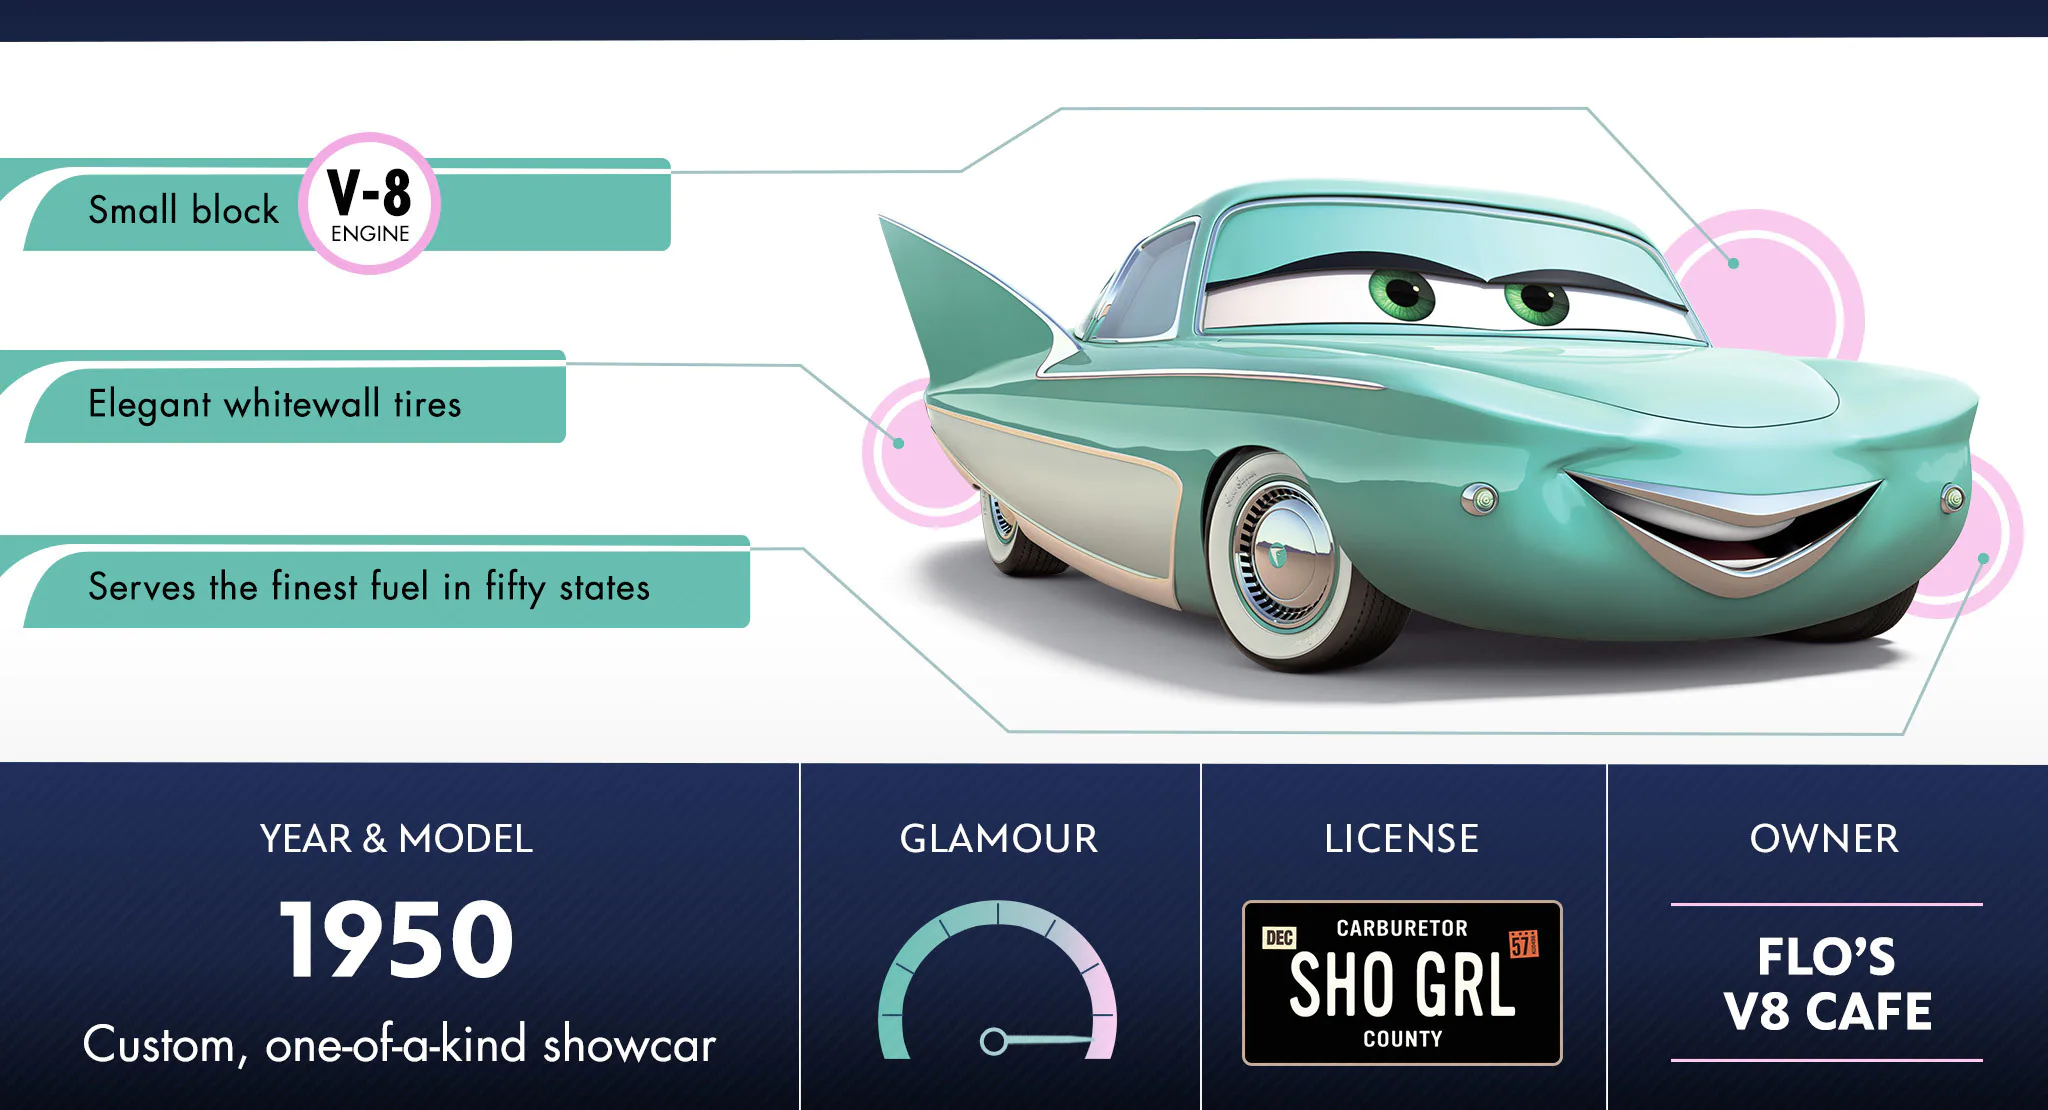 Small block
V-8
ENGINE
Elegant whitewall tires
Serves the finest fuel in fifty states
YEAR & MODEL
1950
Custom, one-of-a-kind showcar
GLAMOUR
LICENSE
CARBURETOR
DEC
57
SHO GRL
COUNTY
OWNER
FLO'S
V8 CAFE